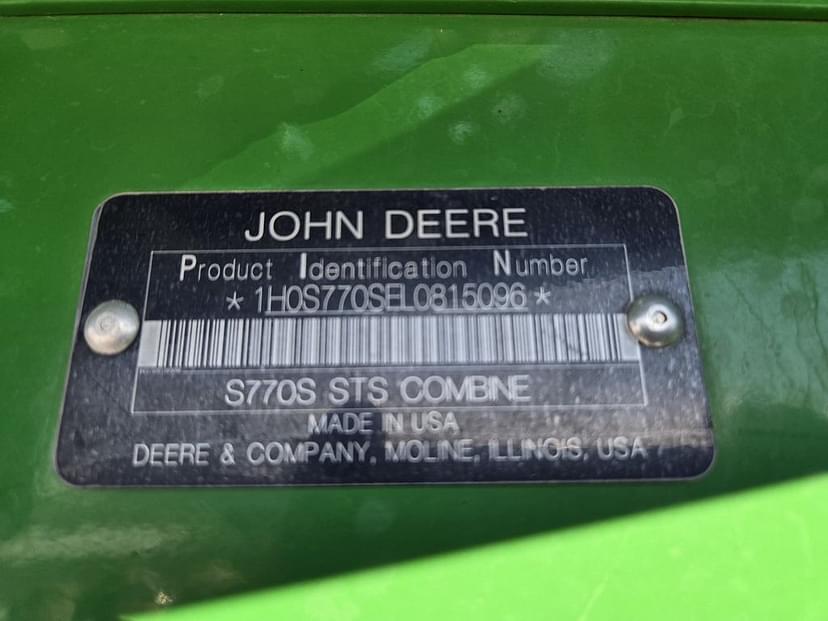 JOHN DEERE
Product Identification Number
* 1H0S770SEL0815096 *
S770S STS COMBINE
MADE IN USA
DEERE & COMPANY, MOLINE, ILLINOIS, USA